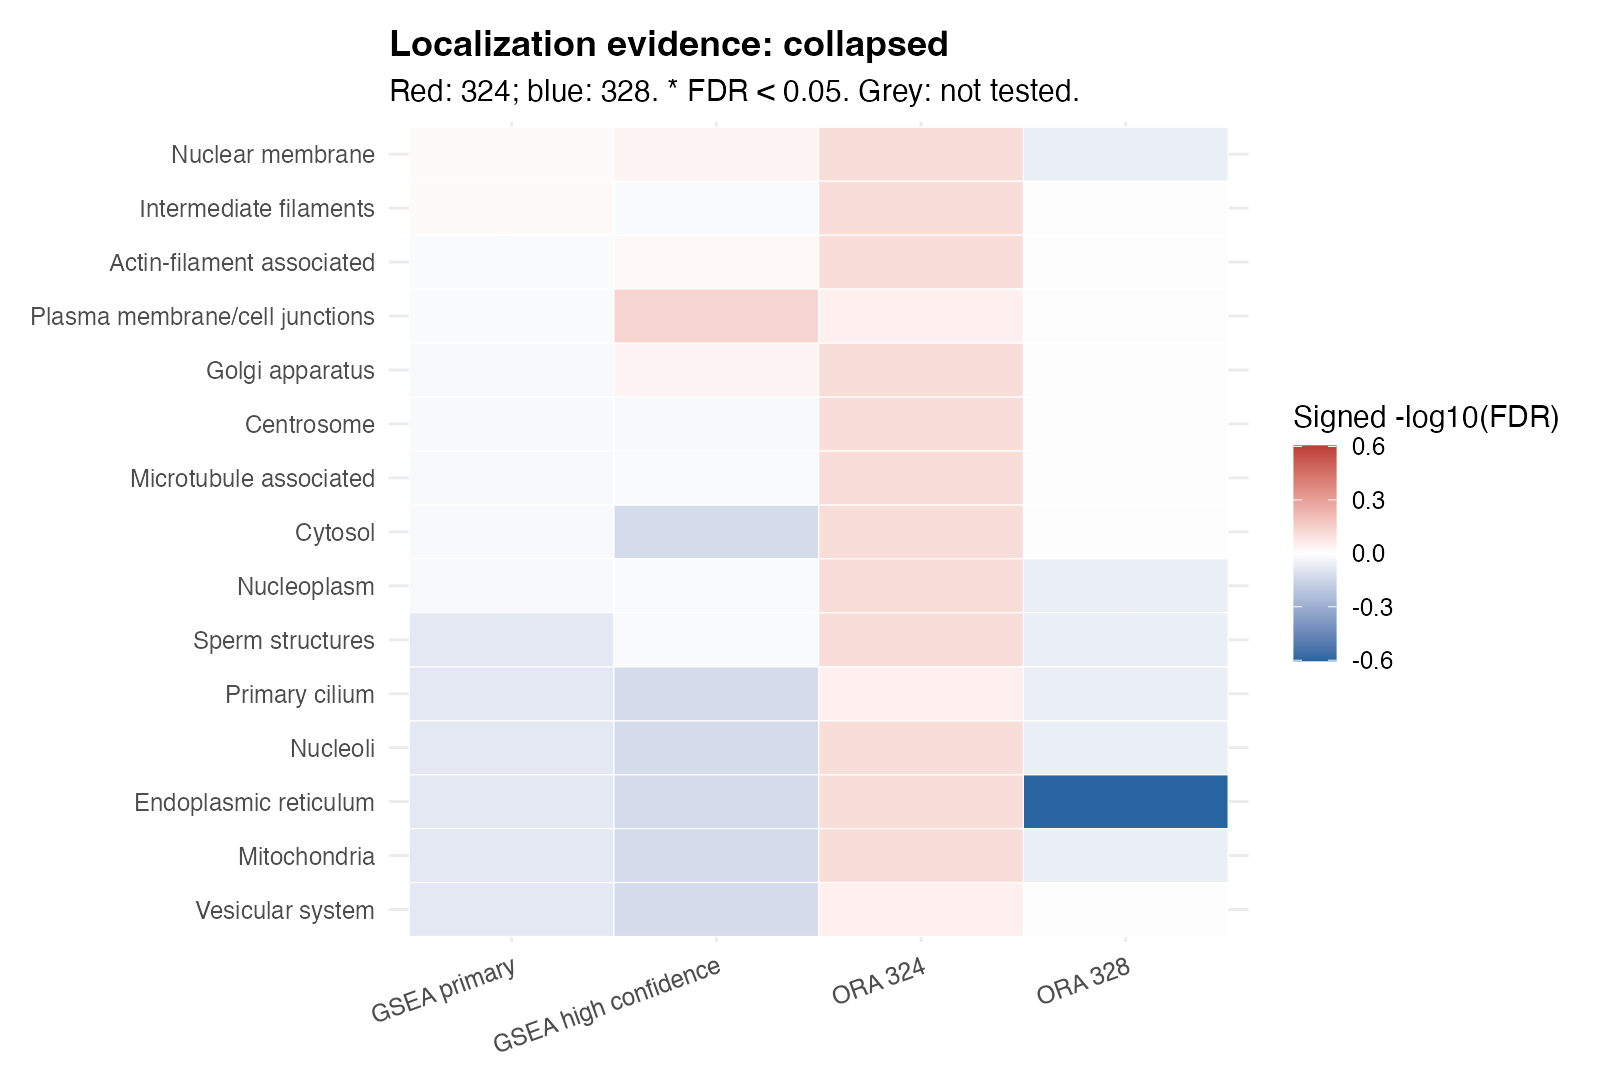 Localization evidence: collapsed
Red: 324; blue: 328. * FDR < 0.05. Grey: not tested.
Nuclear membrane
Intermediate filaments
Actin-filament associated
Plasma membrane/cell junctions
Golgi apparatus
Centrosome
Microtubule associated
Cytosol
Nucleoplasm
Sperm structures
Primary cilium
Nucleoli
Endoplasmic reticulum
Mitochondria
Vesicular system
GSEA primary
GSEA high confidence
ORA 324
ORA 328
Signed -log10(FDR)
0.6
0.3
0.0
-0.3
-0.6